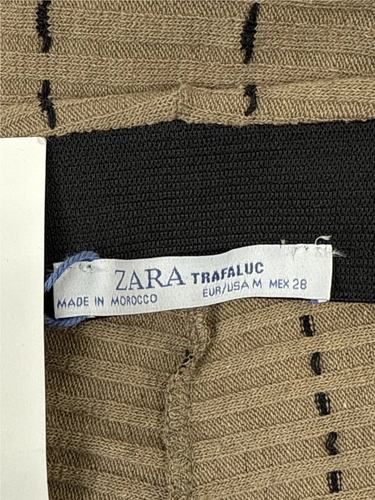 ZARA TRAFALUC
EUR/USA M MEX 28
MADE IN MOROCCO